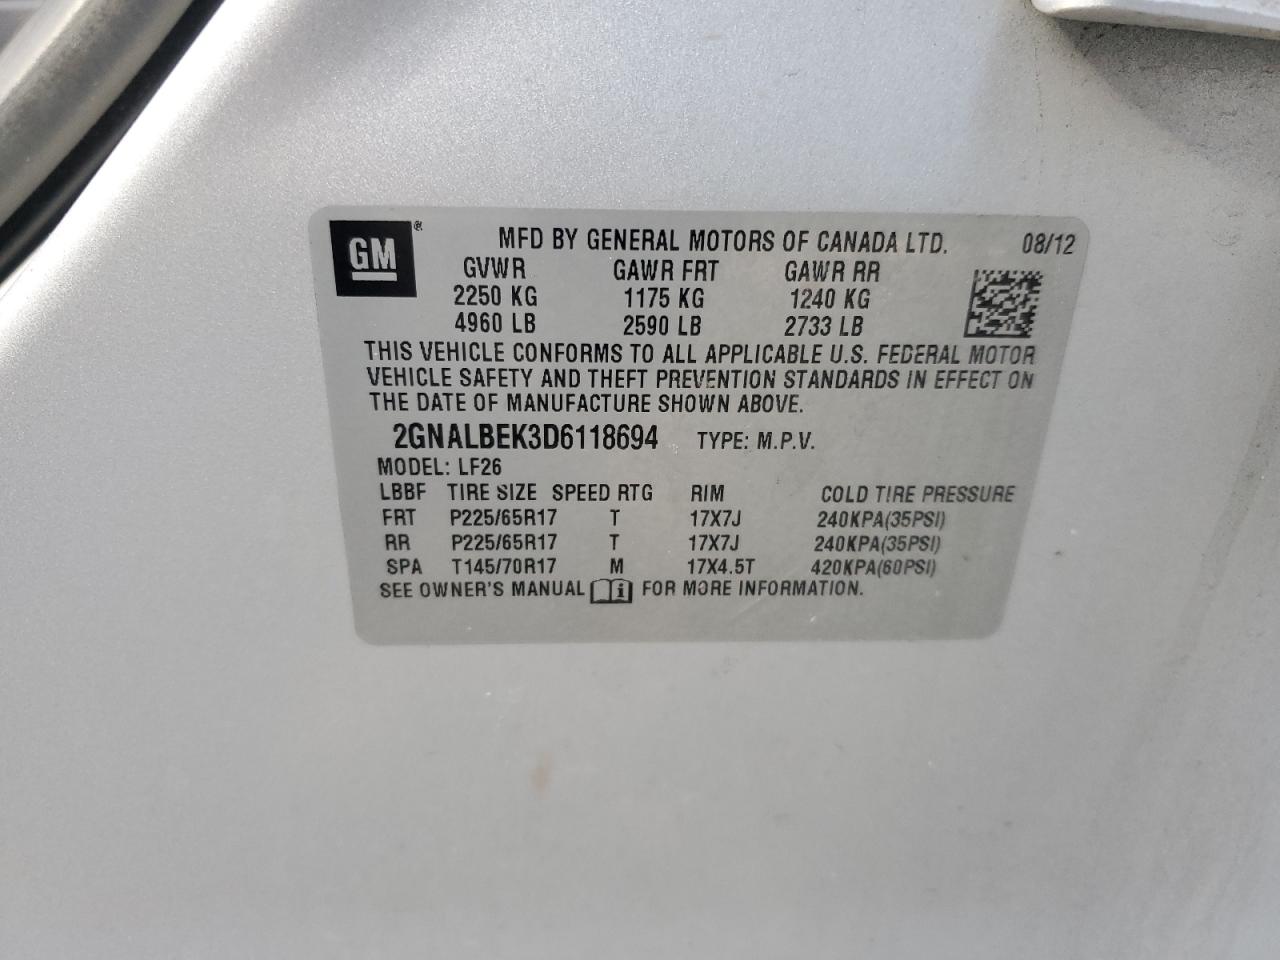 GM ®
MFD BY GENERAL MOTORS OF CANADA LTD. 08/12
GVWR GAWR FRT GAWR RR
2250 KG 1175 KG 1240 KG
4960 LB 2590 LB 2733 LB
THIS VEHICLE CONFORMS TO ALL APPLICABLE U.S. FEDERAL MOTOR
VEHICLE SAFETY AND THEFT PREVENTION STANDARDS IN EFFECT ON
THE DATE OF MANUFACTURE SHOWN ABOVE.
2GNALBEK3D6118694 TYPE: M.P.V.
MODEL: LF26
LBBF TIRE SIZE SPEED RTG RIM COLD TIRE PRESSURE
FRT P225/65R17 T 17X7J 240KPA(35PSI)
RR P225/65R17 T 17X7J 240KPA(35PSI)
SPA T145/70R17 M 17X4.5T 420KPA(60PSI)
SEE OWNER'S MANUAL i FOR MORE INFORMATION.